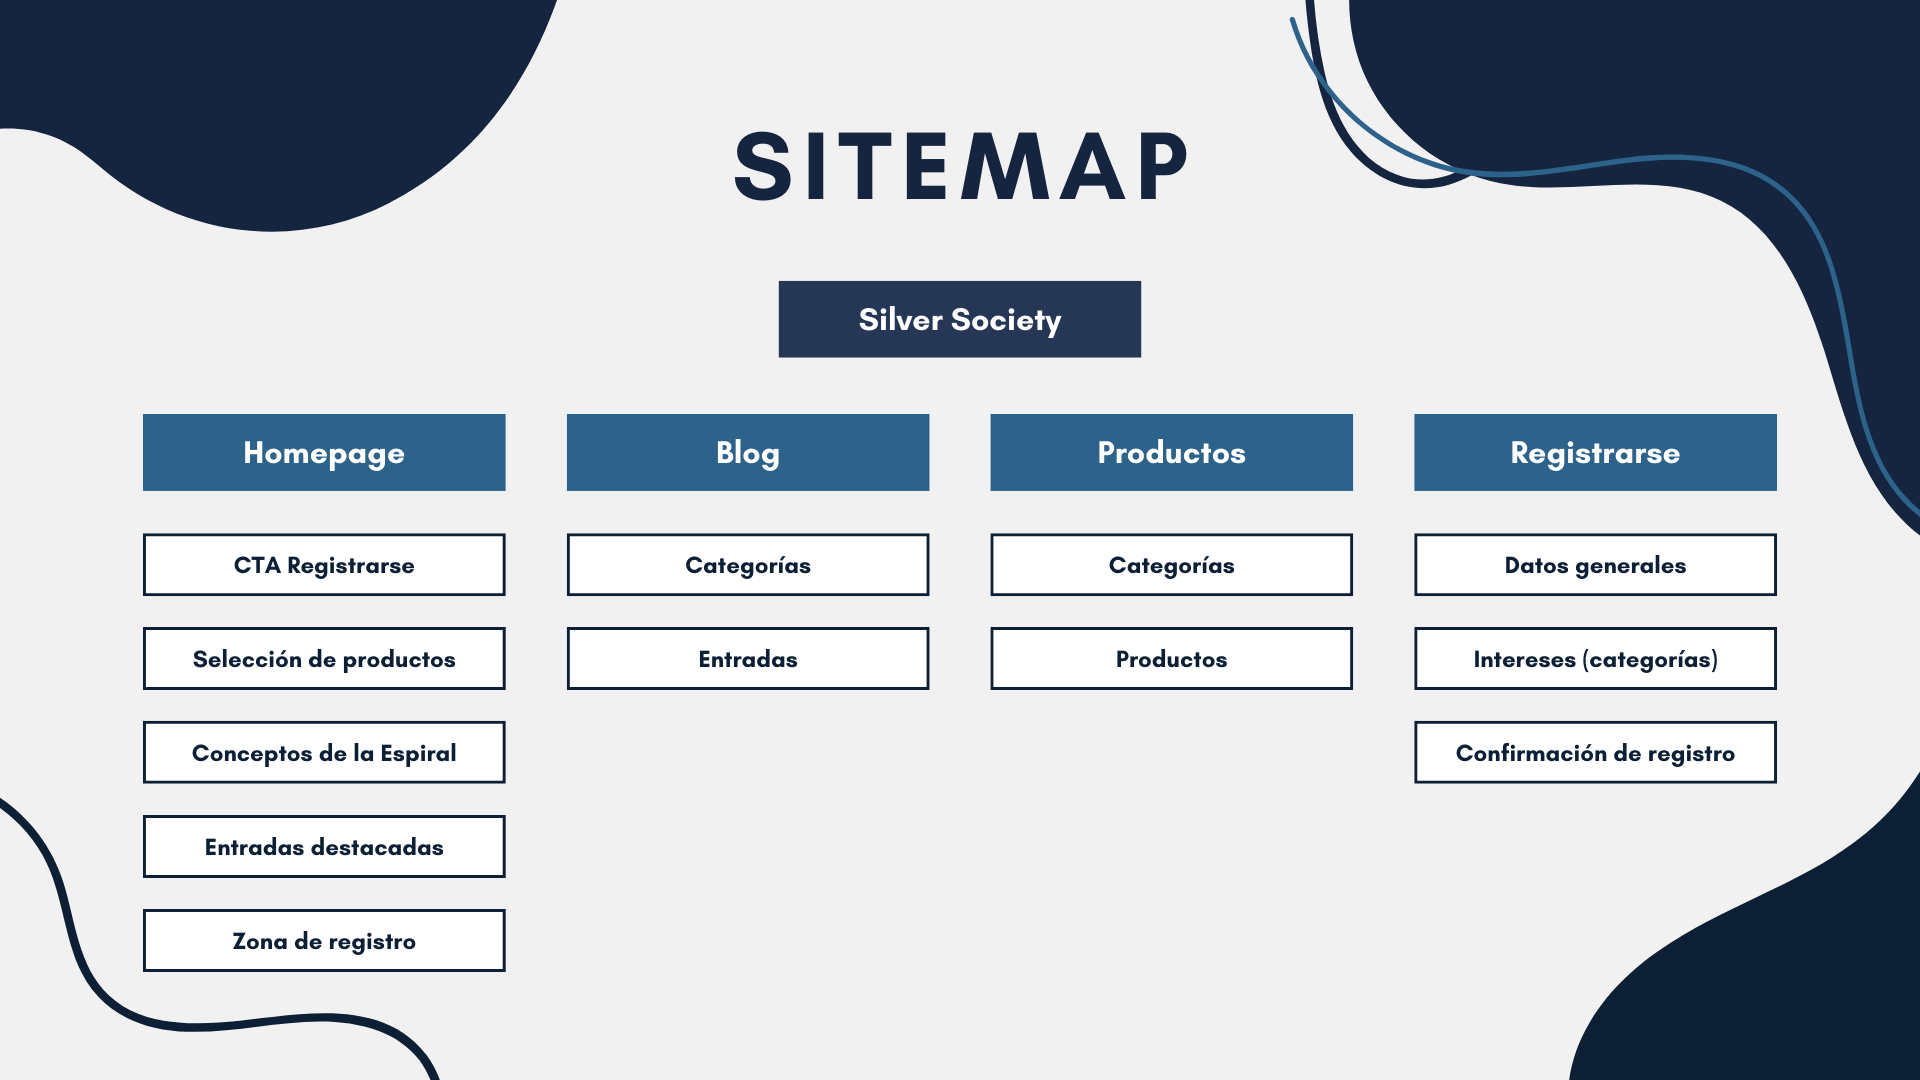 SITEMAP
Silver Society
Homepage
CTA Registrarse
Selección de productos
Conceptos de la Espiral
Entradas destacadas
Zona de registro
Blog
Categorías
Entradas
Productos
Categorías
Productos
Registrarse
Datos generales
Intereses (categorías)
Confirmación de registro